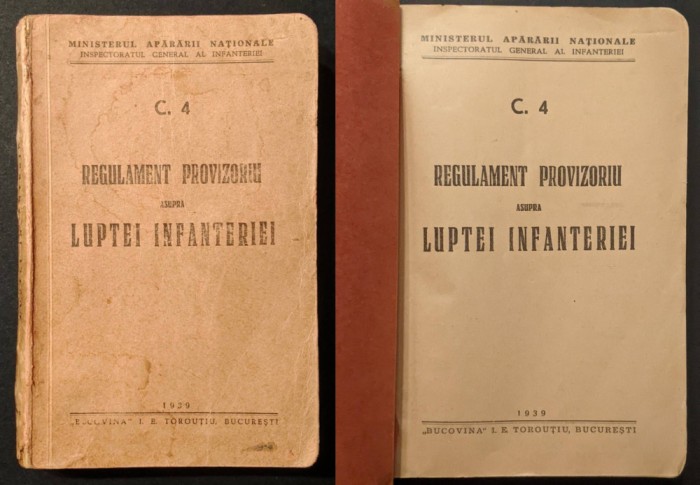 MINISTERUL APĂRĂRII NAȚIONALE
INSPECTORATUL GENERAL AL INFANTERIEI
C. 4
REGULAMENT PROVIZORIU
ASUPRA
LUPTEI INFANTERIEI
1939
„BUCOVINA" I. E. TOROUȚIU, BUCUREȘTI
MINISTERUL APĂRĂRII NAȚIONALE
INSPECTORATUL GENERAL AL INFANTERIEI
C. 4
REGULAMENT PROVIZORIU
ASUPRA
LUPTEI INFANTERIEI
1939
„BUCOVINA" I. E. TOROUȚIU, BUCUREȘTI